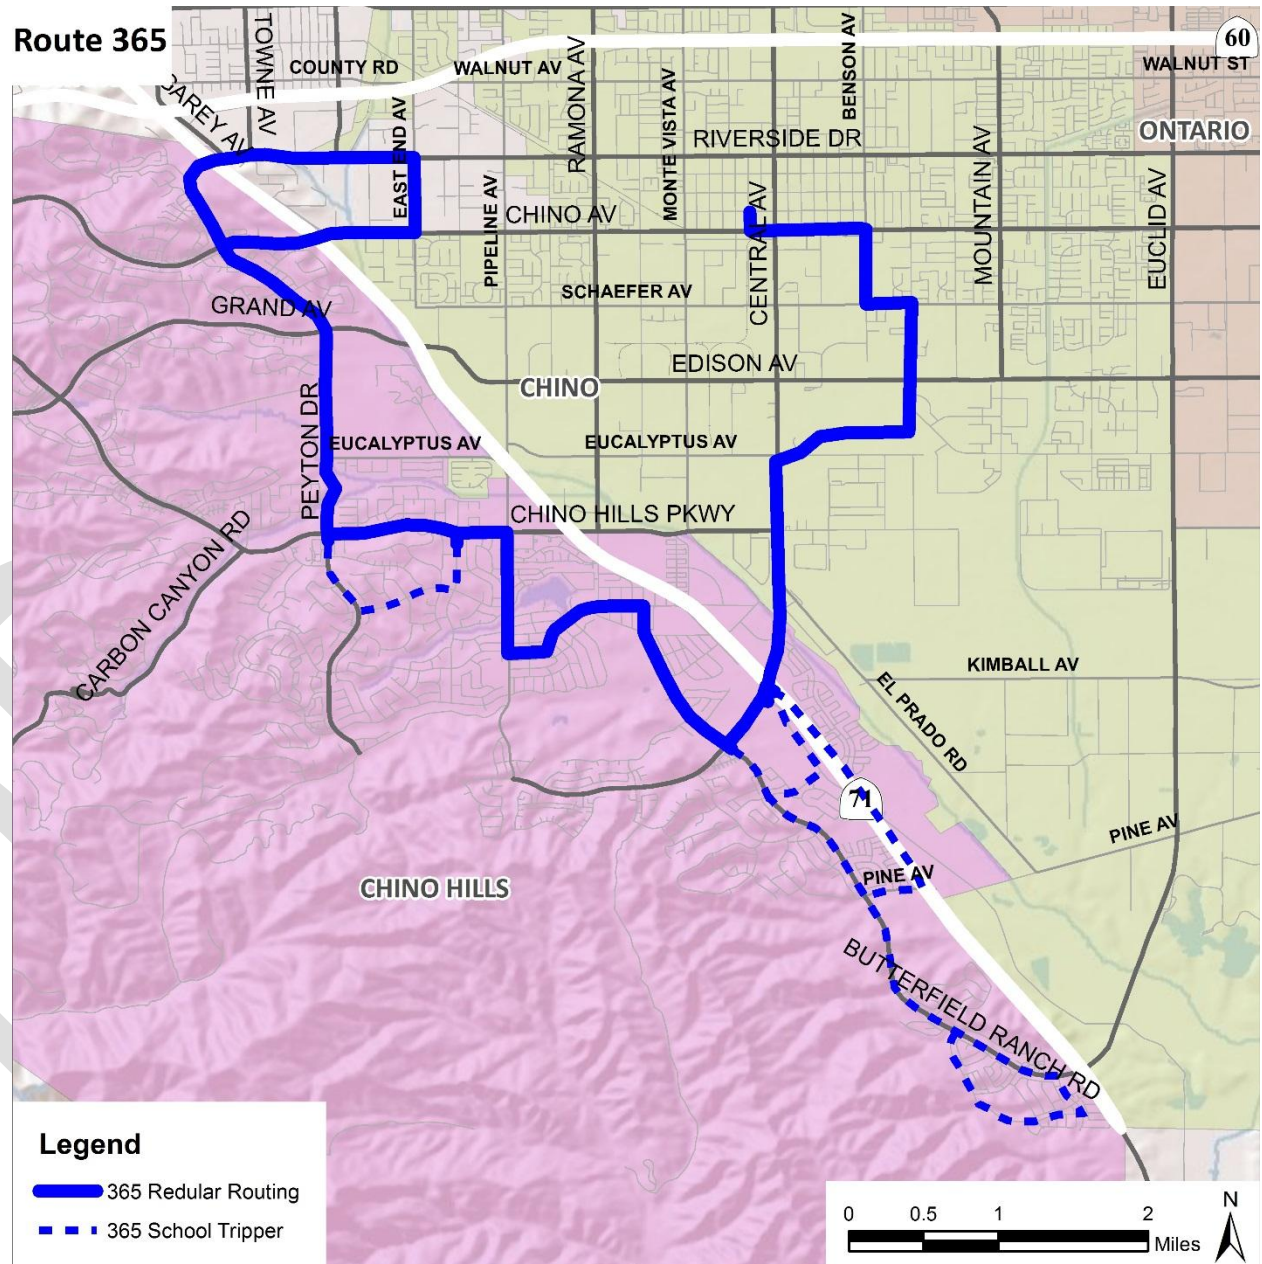 Route 365
TOWNE AV
COUNTY RD
WALNUT AV
RAMONA AV
BENSON AV
60
WALNUT ST
CAREY AV
EAST END AV
MONTE VISTA AV
RIVERSIDE DR
ONTARIO
MOUNTAIN AV
PIPELINE AV
CHINO AV
CENTRAL AV
EUCLID AV
SCHAEFER AV
GRAND AV
EDISON AV
CHINO
PEYTON DR
EUCALYPTUS AV
EUCALYPTUS AV
CHINO HILLS PKWY
CARBON CANYON RD
KIMBALL AV
EL PRADO RD
71
PINE AV
PINE AV
CHINO HILLS
BUTTERFIELD RANCH RD
Legend
365 Redular Routing
365 School Tripper
0 0.5 1 2
Miles
N